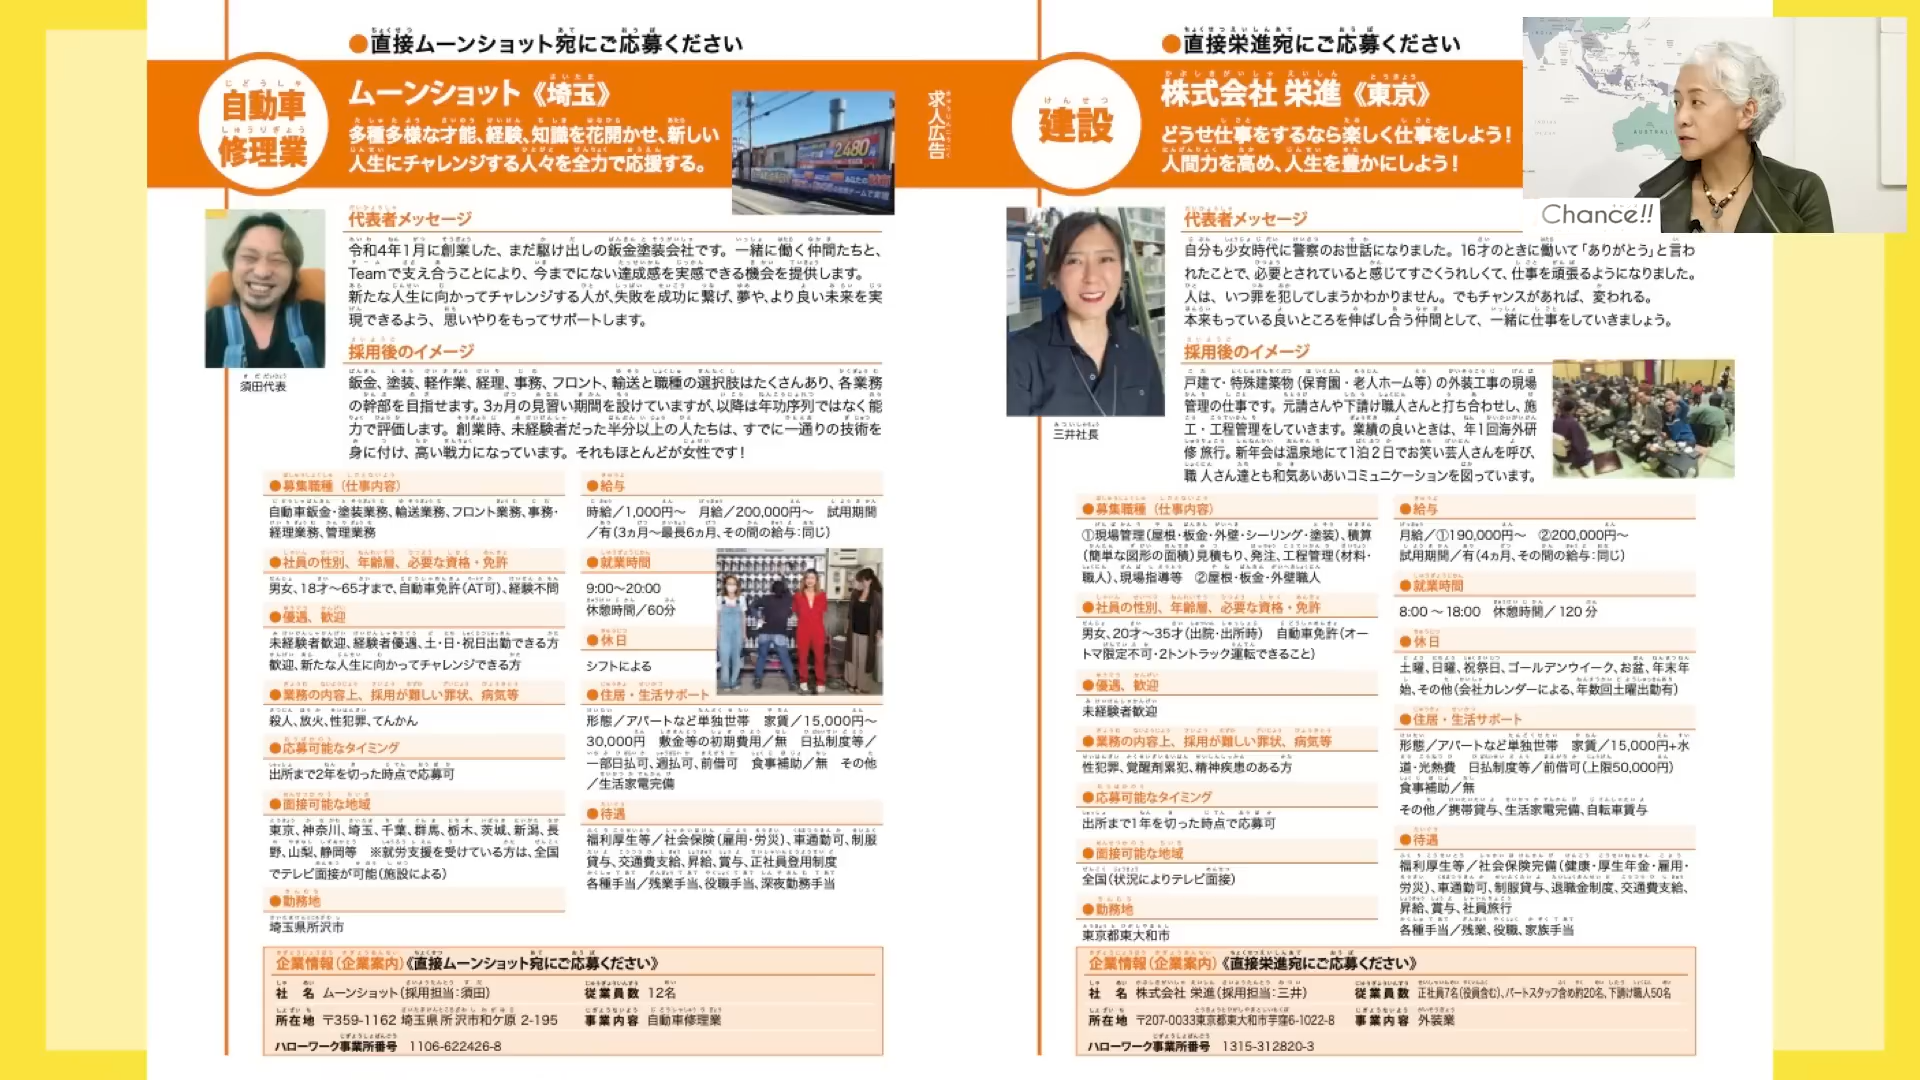 ●直接ムーンショット宛にご応募ください
自動車
修理業
ムーンショット《埼玉》
多種多様な才能、経験、知識を花開かせ、新しい
人生にチャレンジする人々を全力で応援する。
2,480
求人広告
須田代表
代表者メッセージ
令和4年1月に創業した、まだ駆け出しの鈑金塗装会社です。一緒に働く仲間たちと、
Teamで支え合うことにより、今までにない達成感を実感できる機会を提供します。
新たな人生に向かってチャレンジする人が、失敗を成功に繋げ、夢や、より良い未来を実
現できるよう、思いやりをもってサポートします。
採用後のイメージ
鈑金、塗装、軽作業、経理、事務、フロント、輸送と職種の選択肢はたくさんあり、各業務
の幹部を目指せます。3ヵ月の見習い期間を設けていますが、以降は年功序列ではなく能
力で評価します。創業時、未経験者だった半分以上の人たちは、すでに一通りの技術を
身に付け、高い戦力になっています。それもほとんどが女性です！
●募集職種（仕事内容）
自動車鈑金・塗装業務、輸送業務、フロント業務、事務・
経理業務、管理業務
●社員の性別、年齢層、必要な資格・免許
男女、18才〜65才まで、自動車免許（AT可）、経験不問
●優遇、歓迎
未経験者歓迎、経験者優遇、土・日・祝日出勤できる方
歓迎、新たな人生に向かってチャレンジできる方
●業務の内容上、採用が難しい罪状、病気等
殺人、放火、性犯罪、てんかん
●応募可能なタイミング
出所まで2年を切った時点で応募可
●面接可能な地域
東京、神奈川、埼玉、千葉、群馬、栃木、茨城、新潟、長
野、山梨、静岡等　※就労支援を受けている方は、全国
でテレビ面接が可能（施設による）
●勤務地
埼玉県所沢市
●給与
時給／1,000円〜　月給／200,000円〜　試用期間
／有（3ヵ月〜最長6ヵ月、その間の給与：同じ）
●就業時間
9:00〜20:00
休憩時間／60分
●休日
シフトによる
●住居・生活サポート
形態／アパートなど単独世帯　家賃／15,000円〜
30,000円　敷金等の初期費用／無　日払制度等／
一部日払可、週払可、前借可　食事補助／無　その他
／生活家電完備
●待遇
福利厚生等／社会保険（雇用・労災）、車通勤可、制服
貸与、交通費支給、昇給、賞与、正社員登用制度
各種手当／残業手当、役職手当、深夜勤務手当
企業情報（企業案内）《直接ムーンショット宛にご応募ください》
社　名　ムーンショット（採用担当：須田）　従業員数　12名
所在地　〒359-1162 埼玉県所沢市和ケ原 2-195　事業内容　自動車修理業
ハローワーク事業所番号　1106-622426-8
●直接栄進宛にご応募ください
建設
株式会社 栄進《東京》
どうせ仕事をするなら楽しく仕事をしよう！
人間力を高め、人生を豊かにしよう！
三井社長
代表者メッセージ
自分も少女時代に警察のお世話になりました。16才のときに働いて「ありがとう」と言わ
れたことで、必要とされていると感じてすごくうれしくて、仕事を頑張るようになりました。
人は、いつ罪を犯してしまうかわかりません。でもチャンスがあれば、変われる。
本来もっている良いところを伸ばし合う仲間として、一緒に仕事をしていきましょう。
採用後のイメージ
戸建て・特殊建築物（保育園・老人ホーム等）の外装工事の現場
管理の仕事です。元請さんや下請け職人さんと打ち合わせし、施
工・工程管理をしていきます。業績の良いときは、年1回海外研
修 旅行。新年会は温泉地にて1泊2日でお笑い芸人さんを呼び、
職人さん達とも和気あいあいコミュニケーションを図っています。
●募集職種（仕事内容）
①現場管理（屋根・板金・外壁・シーリング・塗装）、積算
（簡単な図形の面積）見積もり、発注、工程管理（材料・
職人）、現場指導等　②屋根・板金・外壁職人
●社員の性別、年齢層、必要な資格・免許
男女、20才〜35才（出院・出所時）　自動車免許（オー
トマ限定不可・2トントラック運転できること）
●優遇、歓迎
未経験者歓迎
●業務の内容上、採用が難しい罪状、病気等
性犯罪、覚醒剤累犯、精神疾患のある方
●応募可能なタイミング
出所まで1年を切った時点で応募可
●面接可能な地域
全国（状況によりテレビ面接）
●勤務地
東京都東大和市
●給与
月給／①190,000円〜　②200,000円〜
試用期間／有（4ヵ月、その間の給与：同じ）
●就業時間
8:00 〜 18:00　休憩時間／ 120 分
●休日
土曜、日曜、祝祭日、ゴールデンウイーク、お盆、年末年
始、その他（会社カレンダーによる、年数回土曜出勤有）
●住居・生活サポート
形態／アパートなど単独世帯　家賃／15,000円+水
道・光熱費　日払制度等／前借可（上限50,000円）
食事補助／無
その他／携帯貸与、生活家電完備、自転車貸与
●待遇
福利厚生等／社会保険完備（健康・厚生年金・雇用・
労災）、車通勤可、制服貸与、退職金制度、交通費支給、
昇給、賞与、社員旅行
各種手当／残業、役職、家族手当
企業情報（企業案内）《直接栄進宛にご応募ください》
社　名　株式会社 栄進（採用担当：三井）　従業員数　正社員7名（役員含む）、パートスタッフ含め約20名、下請け職人50名
所在地　〒207-0033東京都東大和市芋窪6-1022-8　事業内容　外装業
ハローワーク事業所番号　1315-312820-3
Chance!!